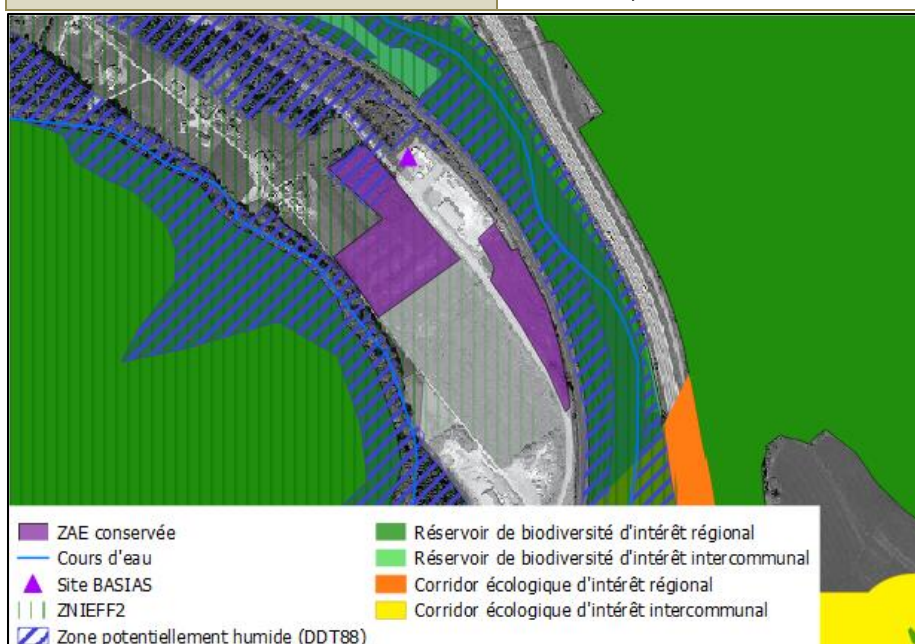 ZAE conservée
Cours d'eau
Site BASIAS
ZNIEFF2
Zone potentiellement humide (DDT88)
Réservoir de biodiversité d'intérêt régional
Réservoir de biodiversité d'intérêt intercommunal
Corridor écologique d'intérêt régional
Corridor écologique d'intérêt intercommunal